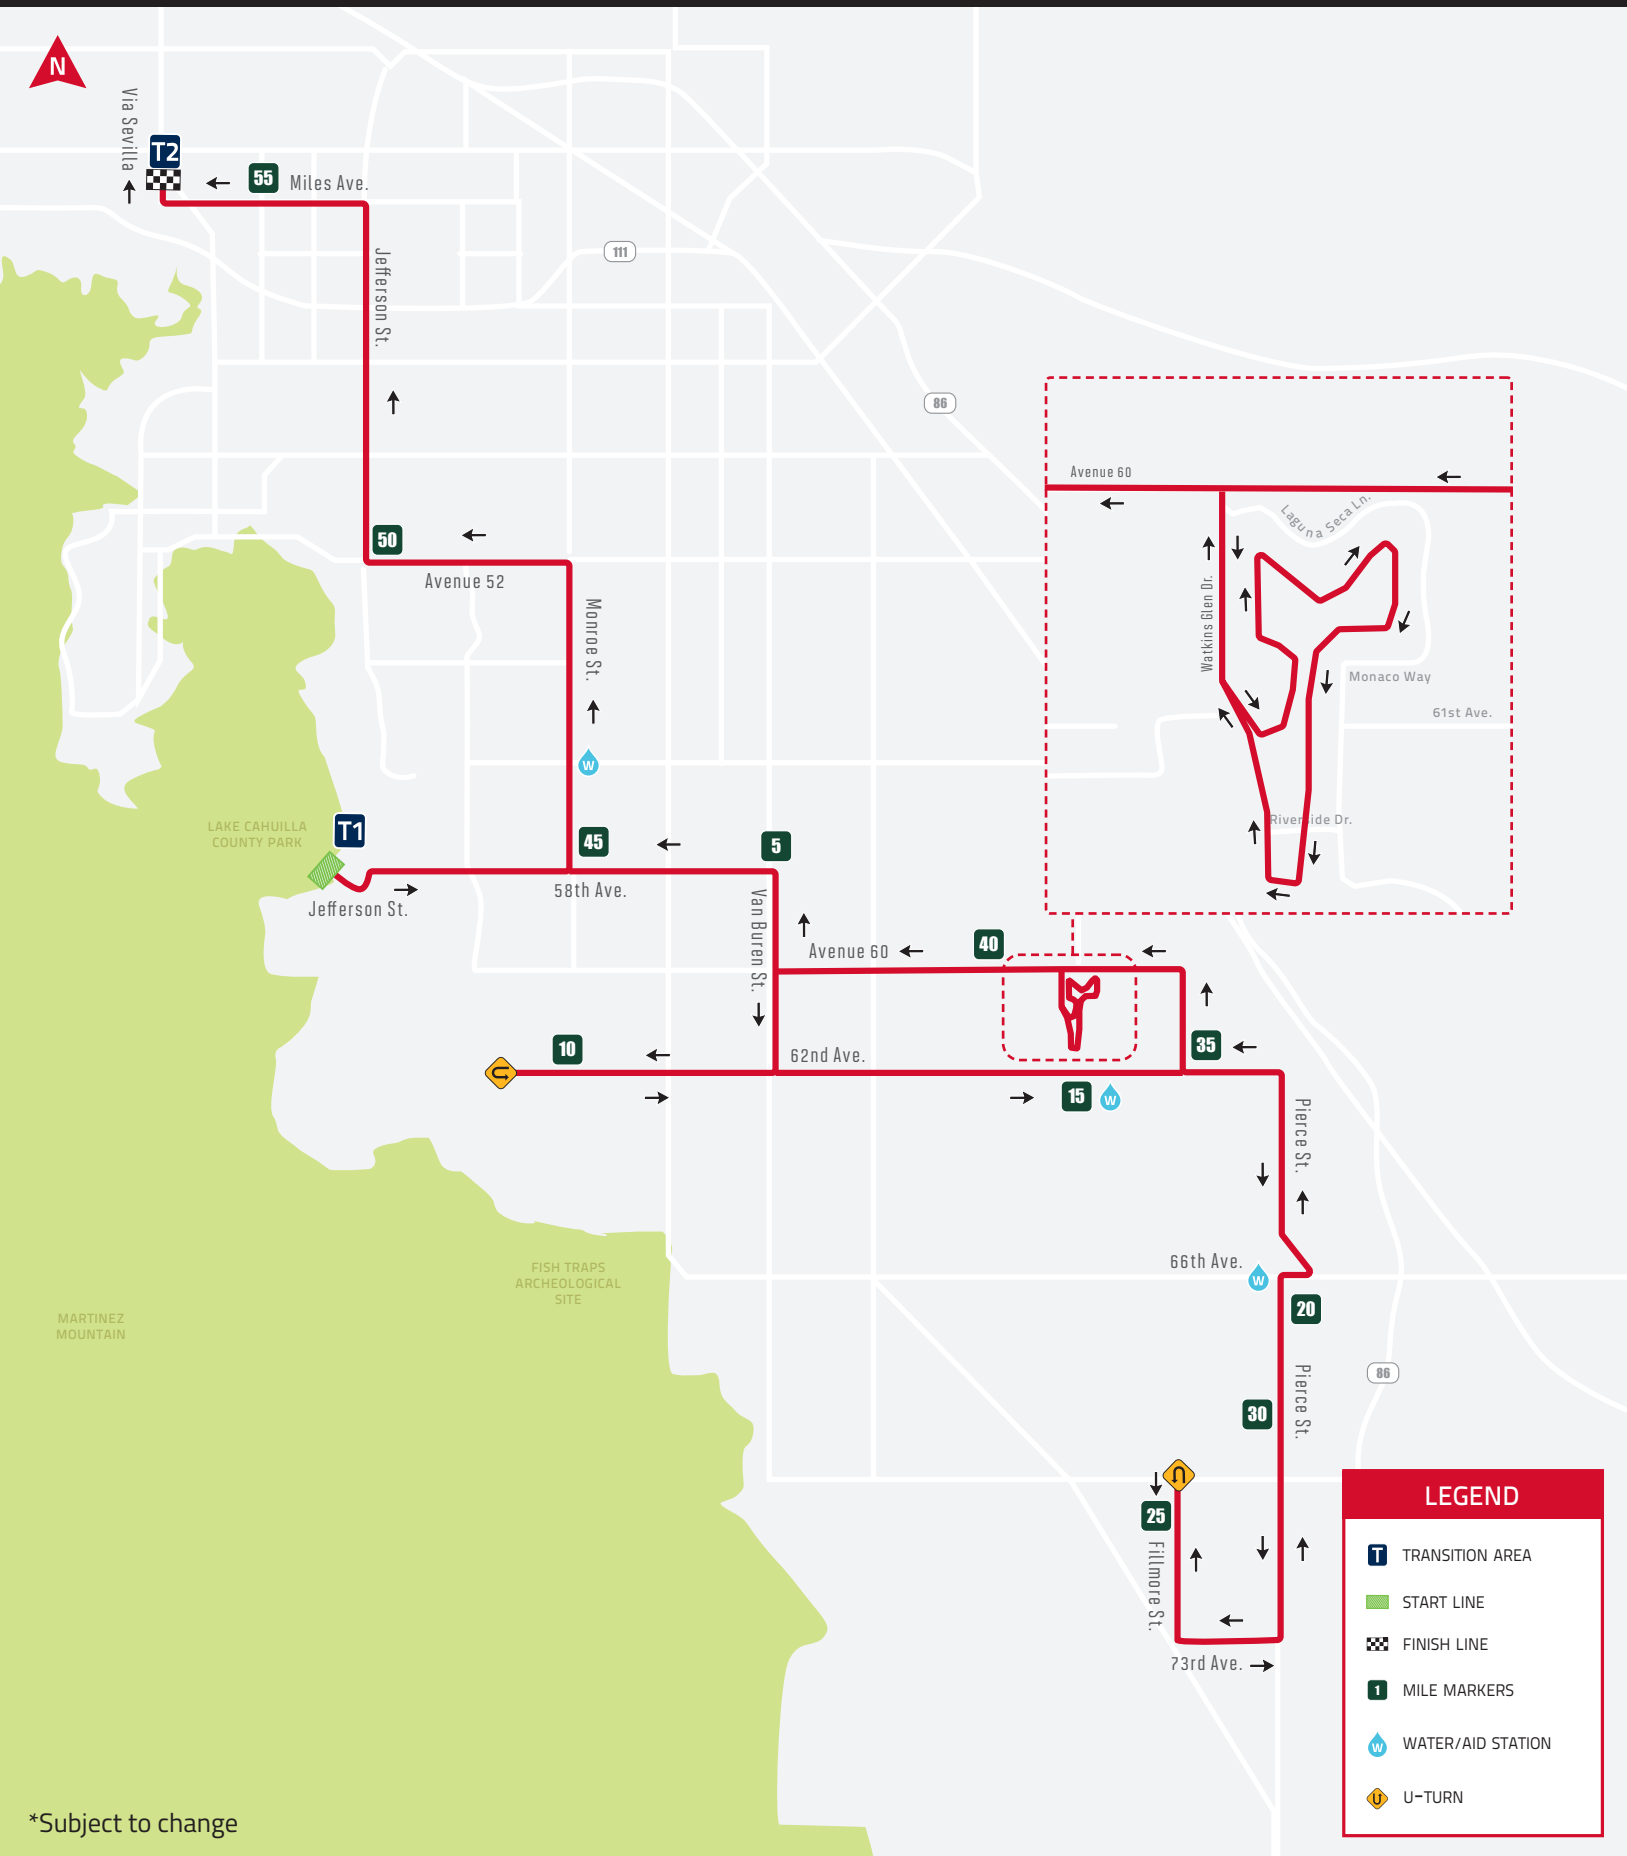 N
Via Sevilla
T2
55
Miles Ave.
Jefferson St.
111
86
50
Avenue 52
Monroe St.
W
Avenue 60
Laguna Seca Ln.
Watkins Glen Dr.
Monaco Way
61st Ave.
Riverside Dr.
LAKE CAHUILLA
COUNTY PARK
T1
45
5
58th Ave.
Jefferson St.
Van Buren St.
Avenue 60
40
10
62nd Ave.
35
15
W
Pierce St.
66th Ave.
W
20
FISH TRAPS
ARCHEOLOGICAL
SITE
MARTINEZ
MOUNTAIN
Pierce St.
86
30
25
Fillmore St.
73rd Ave.
LEGEND
T TRANSITION AREA
START LINE
FINISH LINE
1 MILE MARKERS
W WATER/AID STATION
U-TURN
*Subject to change